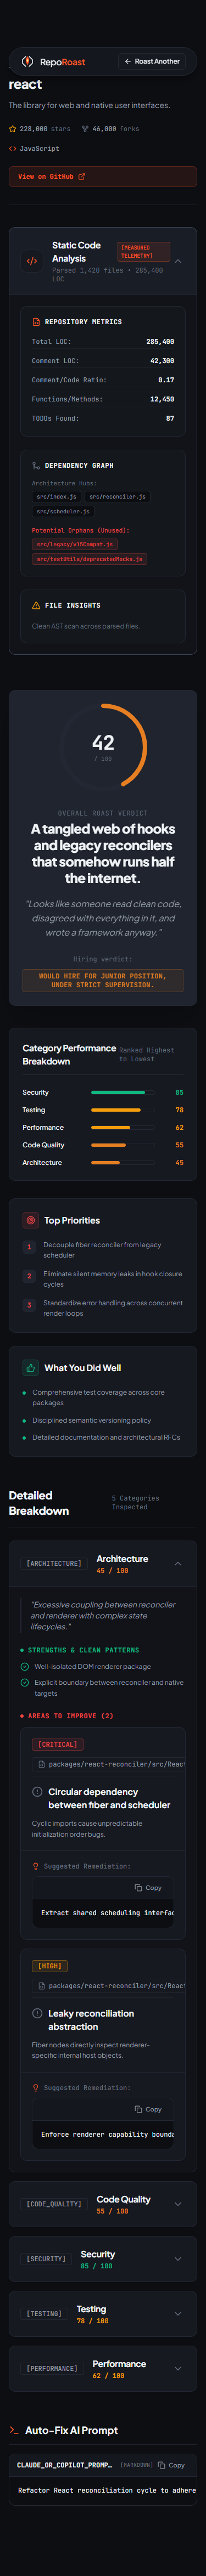 RepoRoast
Roast Another
react
The library for web and native user interfaces.
228,000 stars
46,000 forks
JavaScript
View on GitHub
Static Code
Analysis
[MEASURED
TELEMETRY]
Parsed 1,420 files • 285,400
LOC
REPOSITORY METRICS
Total LOC: 285,400
Comment LOC: 42,300
Comment/Code Ratio: 0.17
Functions/Methods: 12,450
TODOs Found: 87
DEPENDENCY GRAPH
Architecture Hubs:
src/index.js
src/reconciler.js
src/scheduler.js
Potential Orphans (Unused):
src/legacy/v15Compat.js
src/testUtils/deprecatedMocks.js
FILE INSIGHTS
Clean AST scan across parsed files.
42
/ 100
OVERALL ROAST VERDICT
A tangled web of hooks
and legacy reconcilers
that somehow runs half
the internet.
"Looks like someone read clean code,
disagreed with everything in it, and
wrote a framework anyway."
Hiring verdict:
WOULD HIRE FOR JUNIOR POSITION,
UNDER STRICT SUPERVISION.
Category Performance
Breakdown
Ranked Highest
to Lowest
Security 85
Testing 78
Performance 62
Code Quality 55
Architecture 45
Top Priorities
1 Decouple fiber reconciler from legacy
scheduler
2 Eliminate silent memory leaks in hook closure
cycles
3 Standardize error handling across concurrent
render loops
What You Did Well
Comprehensive test coverage across core
packages
Disciplined semantic versioning policy
Detailed documentation and architectural RFCs
Detailed
Breakdown
5 Categories
Inspected
[ARCHITECTURE]
Architecture
45 / 100
"Excessive coupling between reconciler
and renderer with complex state
lifecycles."
STRENGTHS & CLEAN PATTERNS
Well-isolated DOM renderer package
Explicit boundary between reconciler and native
targets
AREAS TO IMPROVE (2)
[CRITICAL]
packages/react-reconciler/src/React
Circular dependency
between fiber and scheduler
Cyclic imports cause unpredictable
initialization order bugs.
Suggested Remediation:
Copy
Extract shared scheduling interfac
[HIGH]
packages/react-reconciler/src/React
Leaky reconciliation
abstraction
Fiber nodes directly inspect renderer-
specific internal host objects.
Suggested Remediation:
Copy
Enforce renderer capability bounda
[CODE_QUALITY]
Code Quality
55 / 100
[SECURITY]
Security
85 / 100
[TESTING]
Testing
78 / 100
[PERFORMANCE]
Performance
62 / 100
Auto-Fix AI Prompt
CLAUDE_OR_COPILOT_PROMP…
[MARKDOWN]
Copy
Refactor React reconciliation cycle to adhere